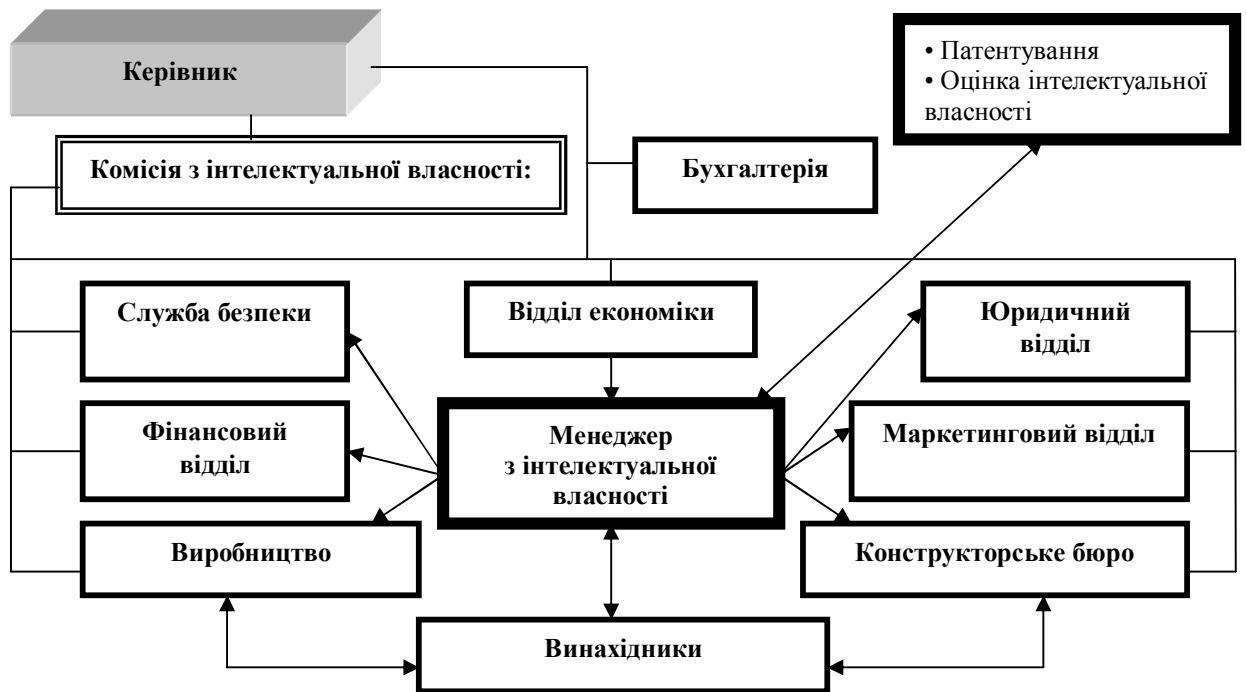 Керівник
• Патентування
• Оцінка інтелектуальної
власності
Комісія з інтелектуальної власності:
Бухгалтерія
Служба безпеки
Відділ економіки
Юридичний
відділ
Фінансовий
відділ
Менеджер
з інтелектуальної
власності
Маркетинговий відділ
Виробництво
Конструкторське бюро
Винахідники